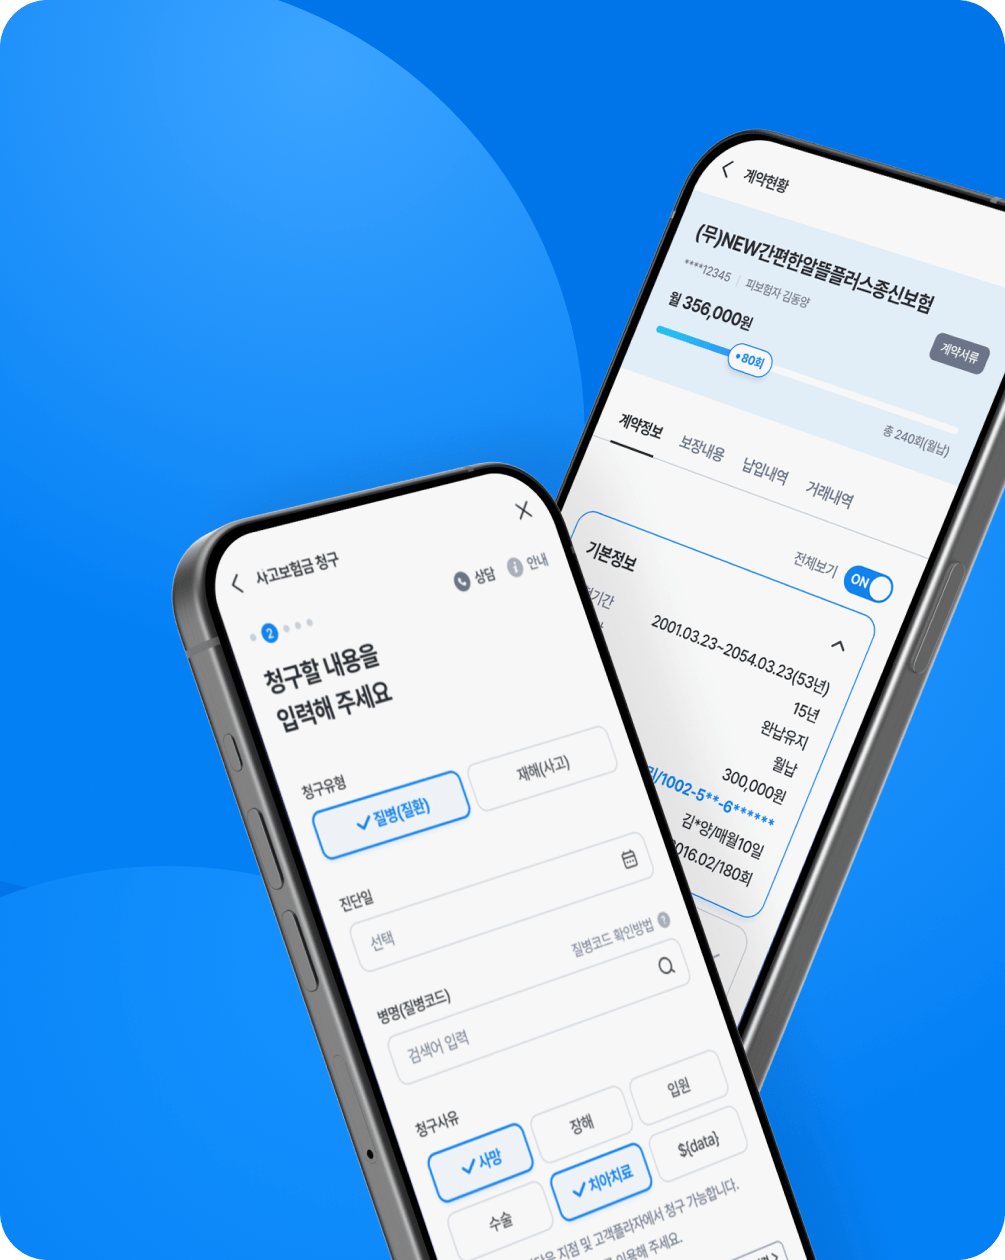 계약현황
(무)NEW간편한알뜰플러스종신보험
****12345 | 피보험자 김동양
월 356,000원
계약서류
•80회
총 240회(월납)
계약정보 보장내용 납입내역 거래내역
전체보기 ON
기본정보
2001.03.23~2054.03.23(53년)
15년
완납유지
월납
300,000원
/1002-5**-6******
김*양/매월10일
2016.02/180회
사고보험금 청구
상담 안내
2
청구할 내용을
입력해 주세요
청구유형
질병(질환) 재해(사고)
진단일
선택
질병코드 확인방법 ?
병명(질병코드)
검색어 입력
청구사유
사망 장해 입원
수술 치아치료 ${data}
지점 및 고객플라자에서 청구 가능합니다.
이용해 주세요.